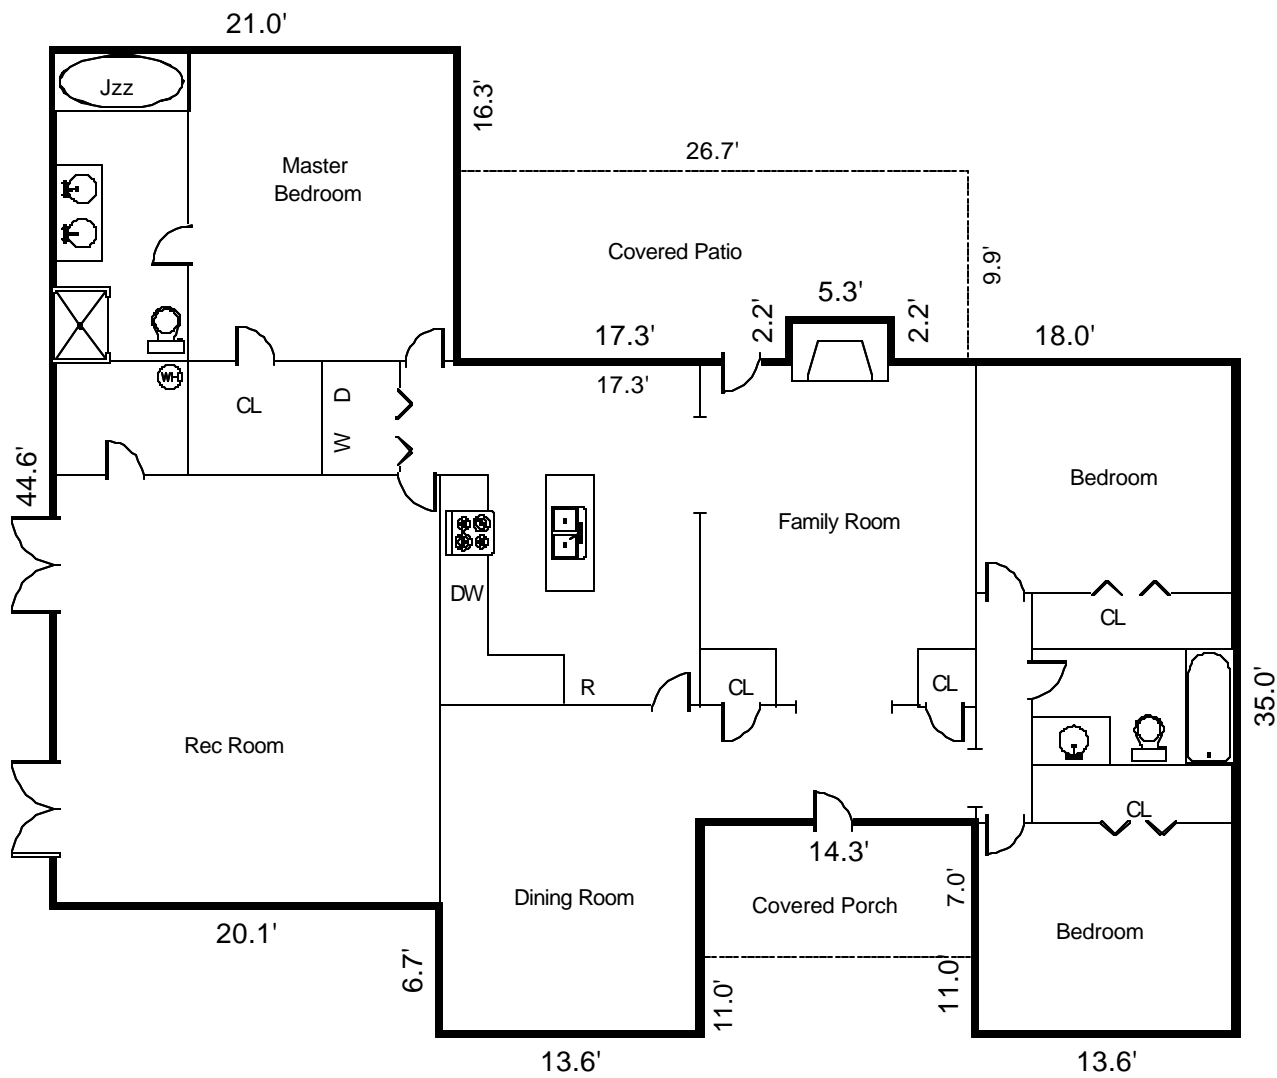 21.0'
Jzz
16.3'
Master
Bedroom
26.7'
Covered Patio
9.9'
5.3'
2.2'
2.2'
17.3'
18.0'
17.3'
WH
CL
D
W
44.6'
Bedroom
Family Room
DW
CL
R
CL
CL
35.0'
Rec Room
CL
14.3'
7.0'
Dining Room
Covered Porch
Bedroom
20.1'
6.7'
11.0'
11.0'
13.6'
13.6'